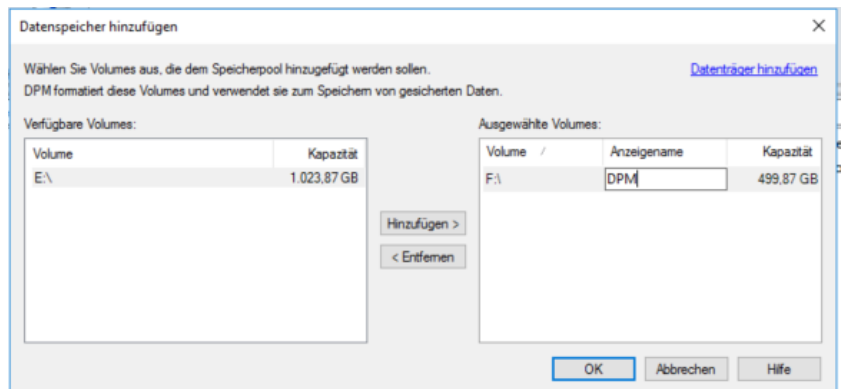 Datenspeicher hinzufügen
Wählen Sie Volumes aus, die dem Speicherpool hinzugefügt werden sollen.
Datenträger hinzufügen
DPM formatiert diese Volumes und verwendet sie zum Speichern von gesicherten Daten.
Verfügbare Volumes:
Volume Kapazität
E:\ 1.023,87 GB
Hinzufügen >
< Entfernen
Ausgewählte Volumes:
Volume / Anzeigename Kapazität
F:\ DPM 499,87 GB
OK Abbrechen Hilfe